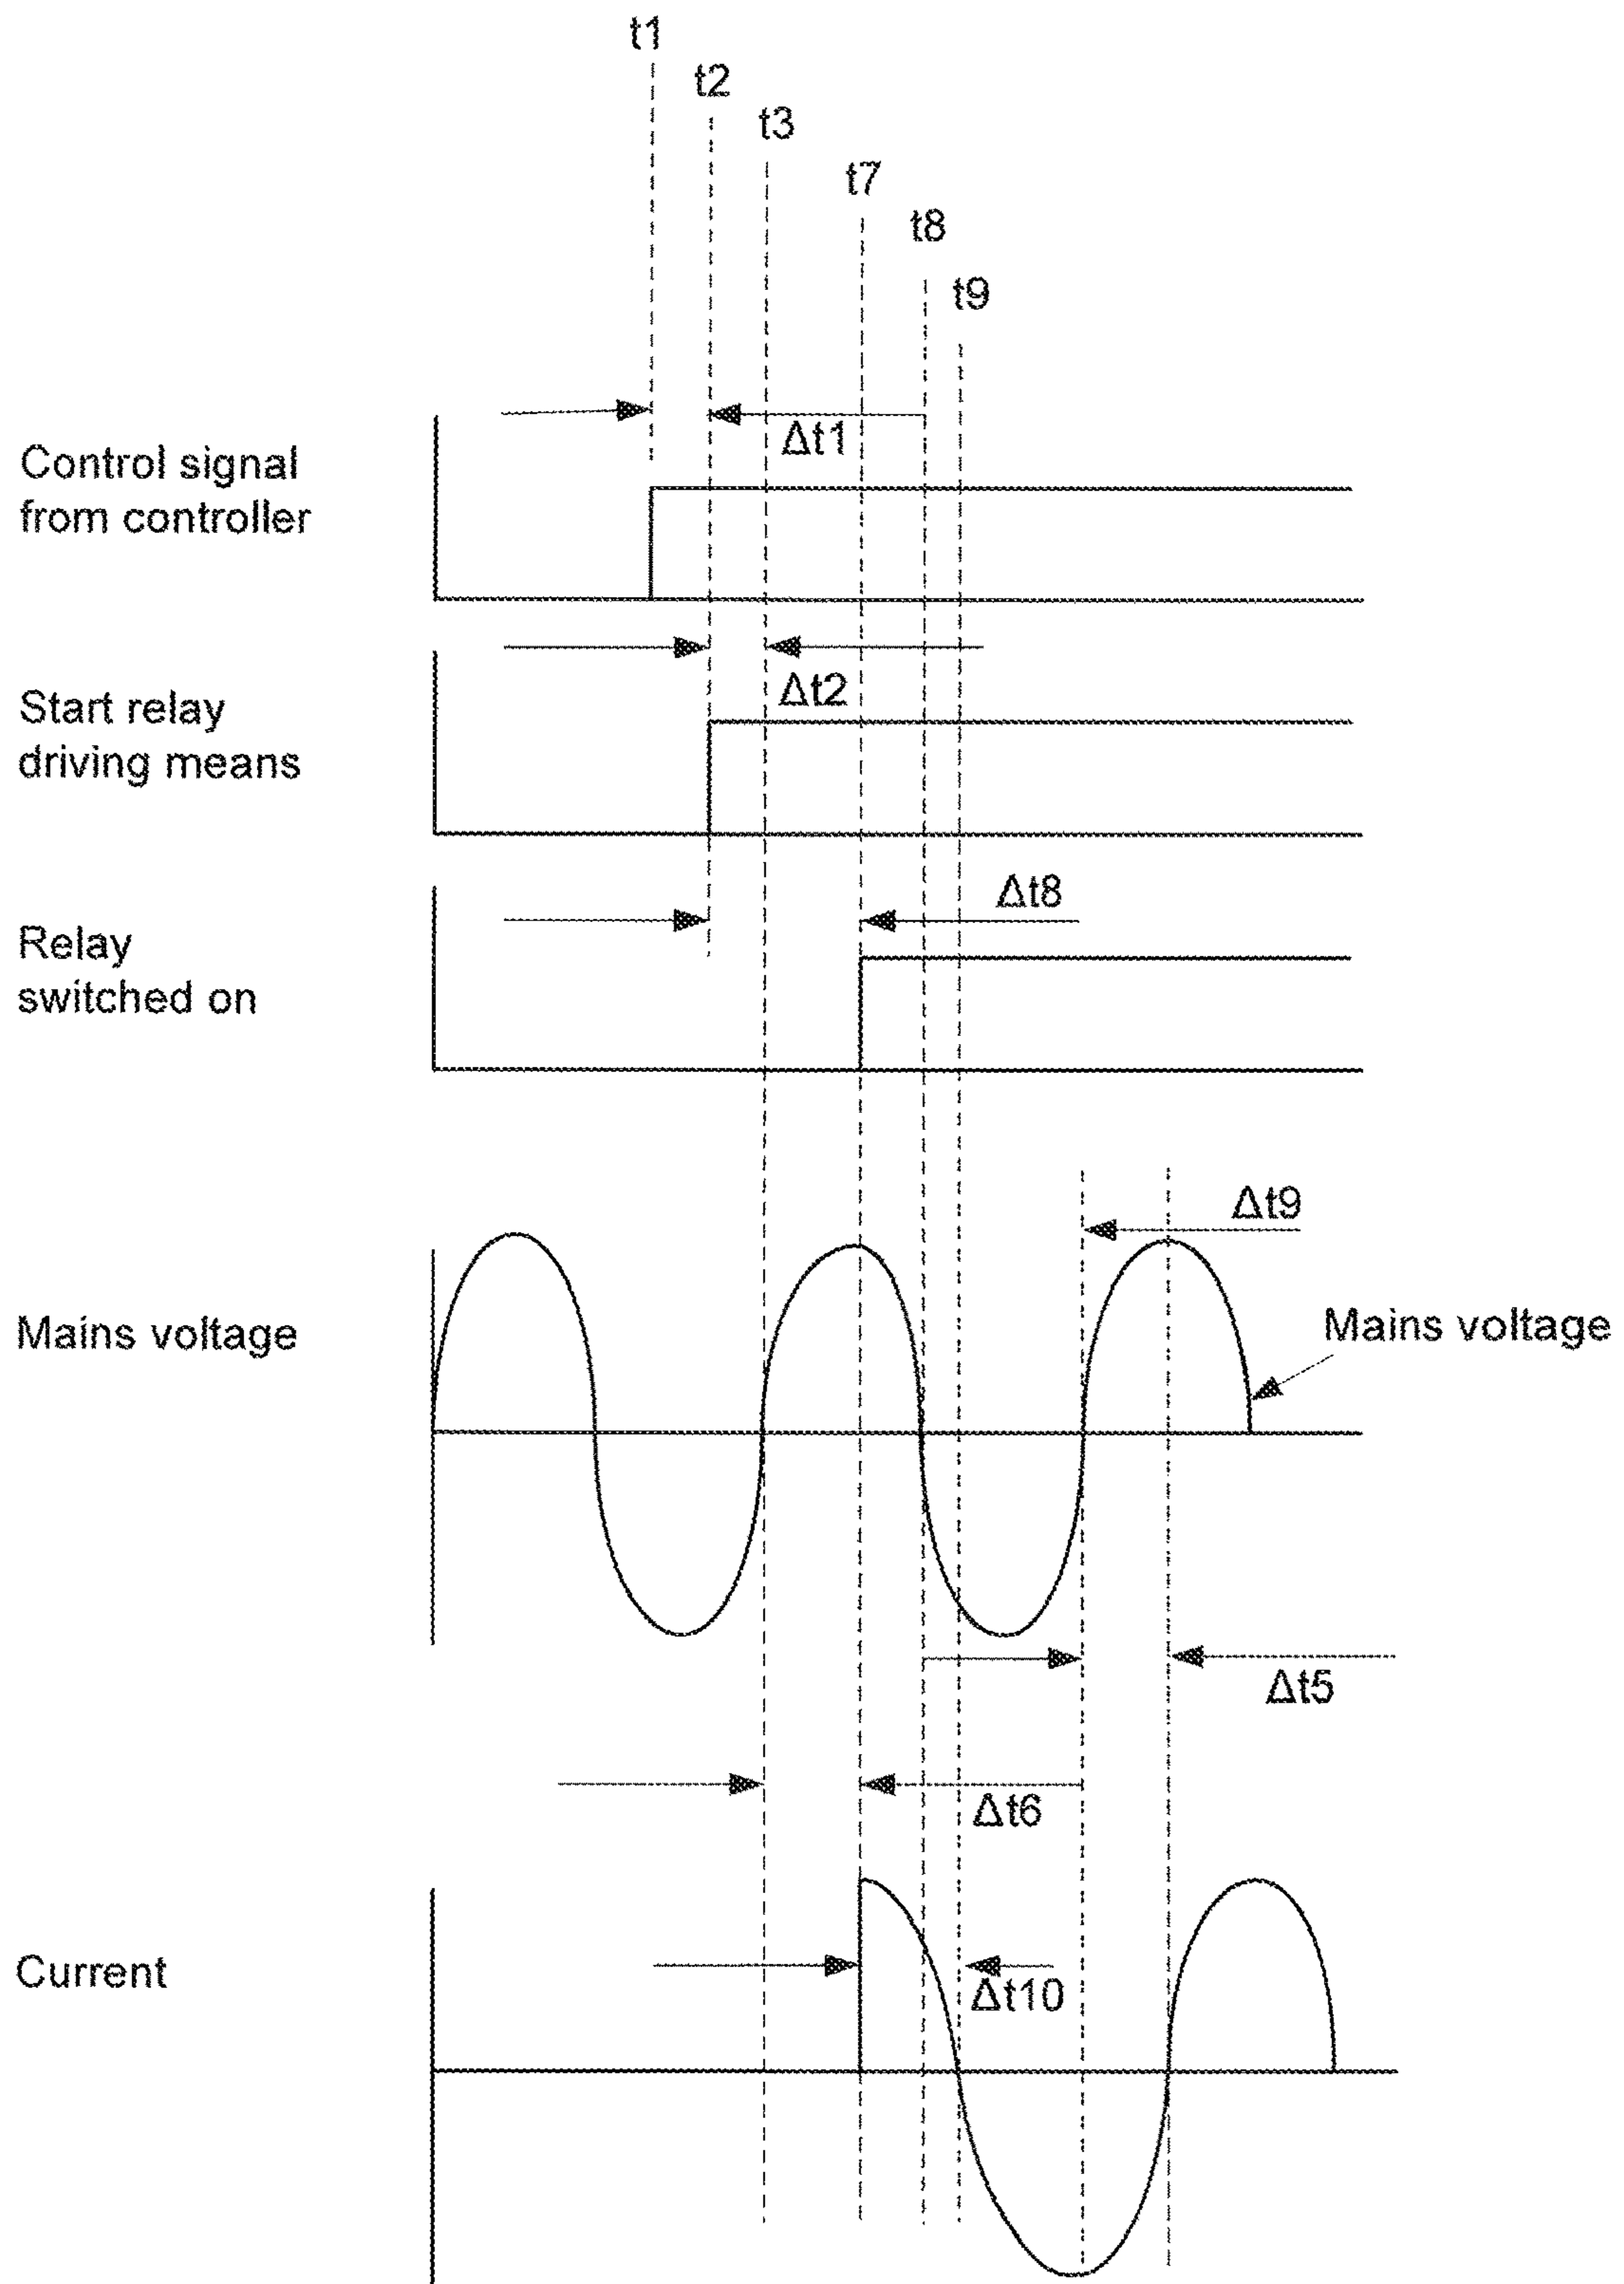 t1
t2
t3
t7
t8
t9
Δt1
Control signal
from controller
Δt2
Start relay
driving means
Δt8
Relay
switched on
Δt9
Mains voltage
Mains voltage
Δt5
Δt6
Current
Δt10